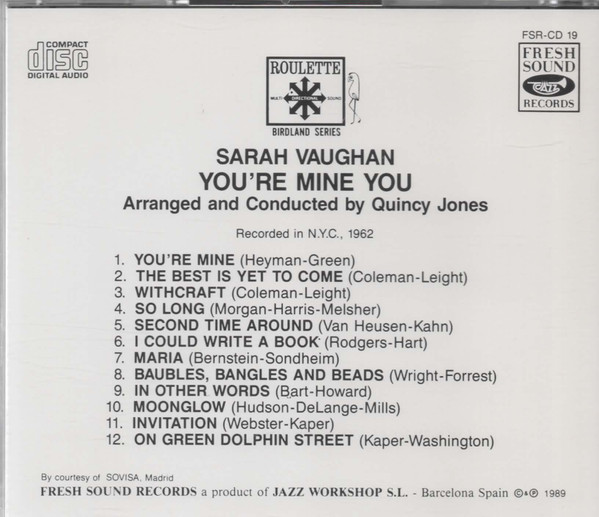 COMPACT
disc
DIGITAL AUDIO
FSR-CD 19
FRESH
SOUND
JAZZ
RECORDS
ROULETTE
MULTI DIRECTIONAL SOUND
BIRDLAND SERIES
SARAH VAUGHAN
YOU'RE MINE YOU
Arranged and Conducted by Quincy Jones
Recorded in N.Y.C., 1962
1. YOU'RE MINE (Heyman-Green)
2. THE BEST IS YET TO COME (Coleman-Leight)
3. WITHCRAFT (Coleman-Leight)
4. SO LONG (Morgan-Harris-Melsher)
5. SECOND TIME AROUND (Van Heusen-Kahn)
6. I COULD WRITE A BOOK (Rodgers-Hart)
7. MARIA (Bernstein-Sondheim)
8. BAUBLES, BANGLES AND BEADS (Wright-Forrest)
9. IN OTHER WORDS (Bart-Howard)
10. MOONGLOW (Hudson-DeLange-Mills)
11. INVITATION (Webster-Kaper)
12. ON GREEN DOLPHIN STREET (Kaper-Washington)
By courtesy of SOVISA, Madrid
FRESH SOUND RECORDS a product of JAZZ WORKSHOP S.L. - Barcelona Spain ©&℗ 1989